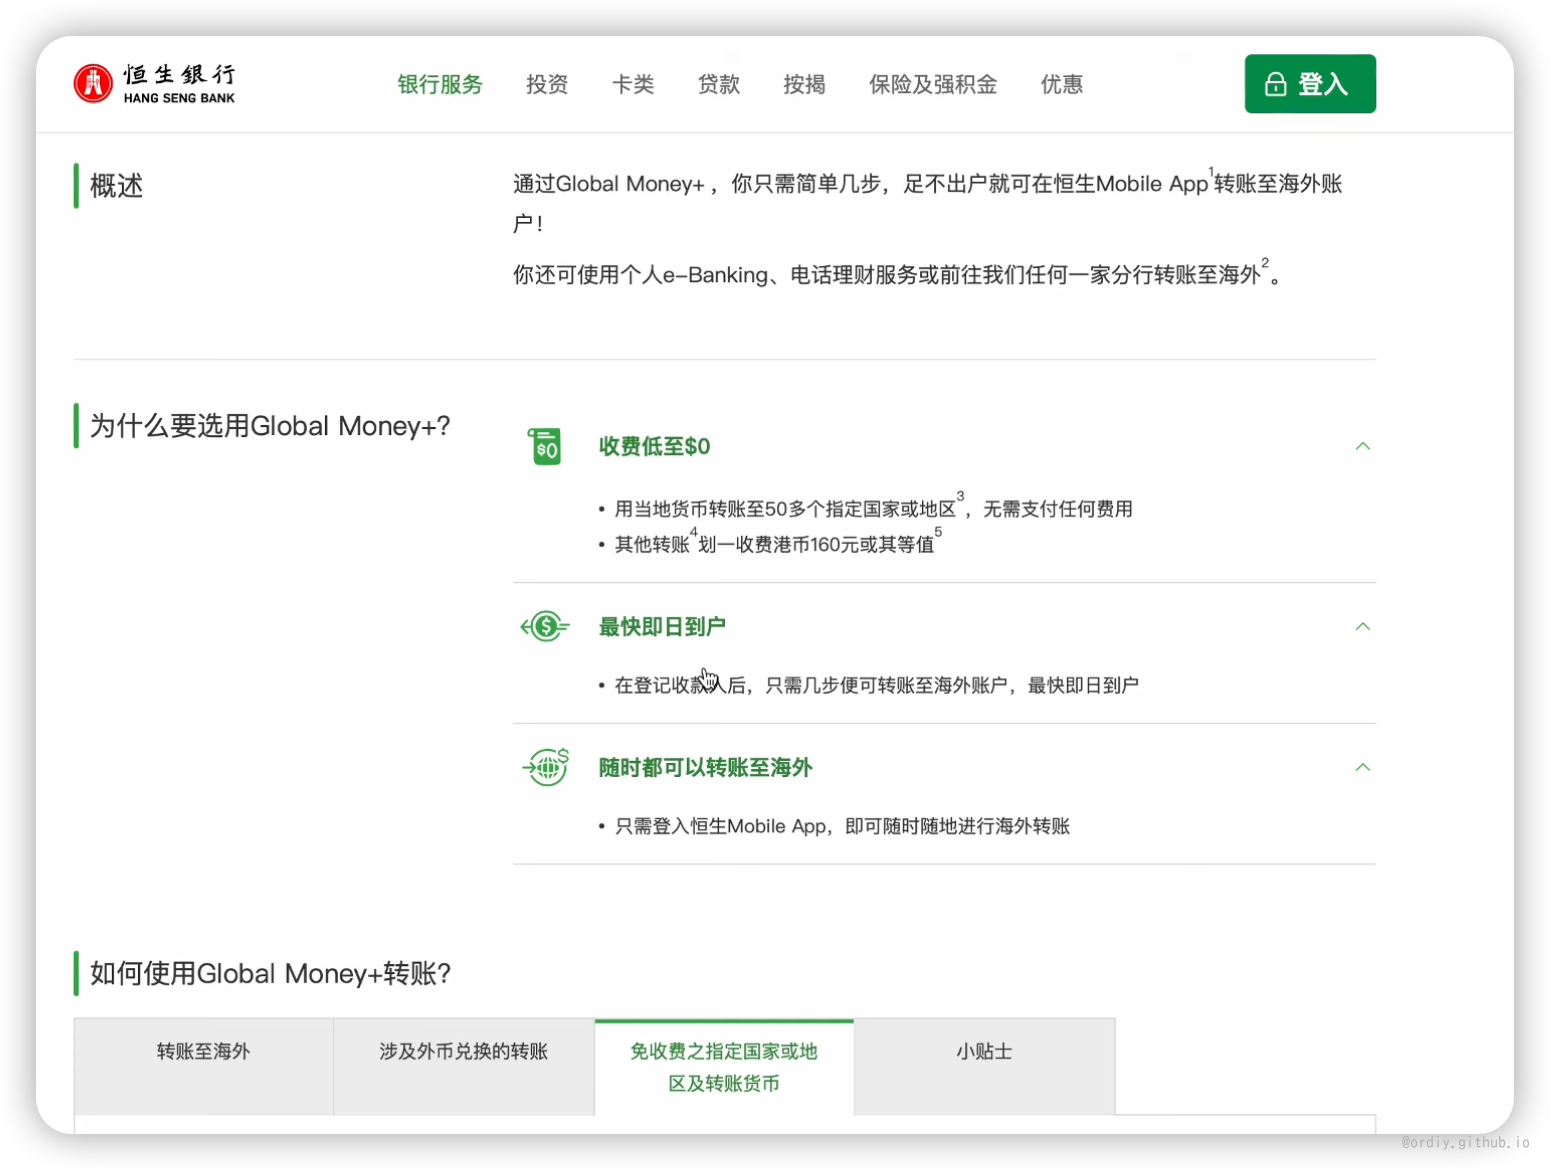 恒生銀行
HANG SENG BANK
银行服务 投资 卡类 贷款 按揭 保险及强积金 优惠 登入
概述
通过Global Money+，你只需简单几步，足不出户就可在恒生Mobile App1转账至海外账
户！
你还可使用个人e-Banking、电话理财服务或前往我们任何一家分行转账至海外2。
为什么要选用Global Money+?
$0
收费低至$0
• 用当地货币转账至50多个指定国家或地区3，无需支付任何费用
• 其他转账4划一收费港币160元或其等值5
最快即日到户
• 在登记收款人后，只需几步便可转账至海外账户，最快即日到户
随时都可以转账至海外
• 只需登入恒生Mobile App，即可随时随地进行海外转账
如何使用Global Money+转账?
转账至海外
涉及外币兑换的转账
免收费之指定国家或地
区及转账货币
小贴士
@ordiy.github.io